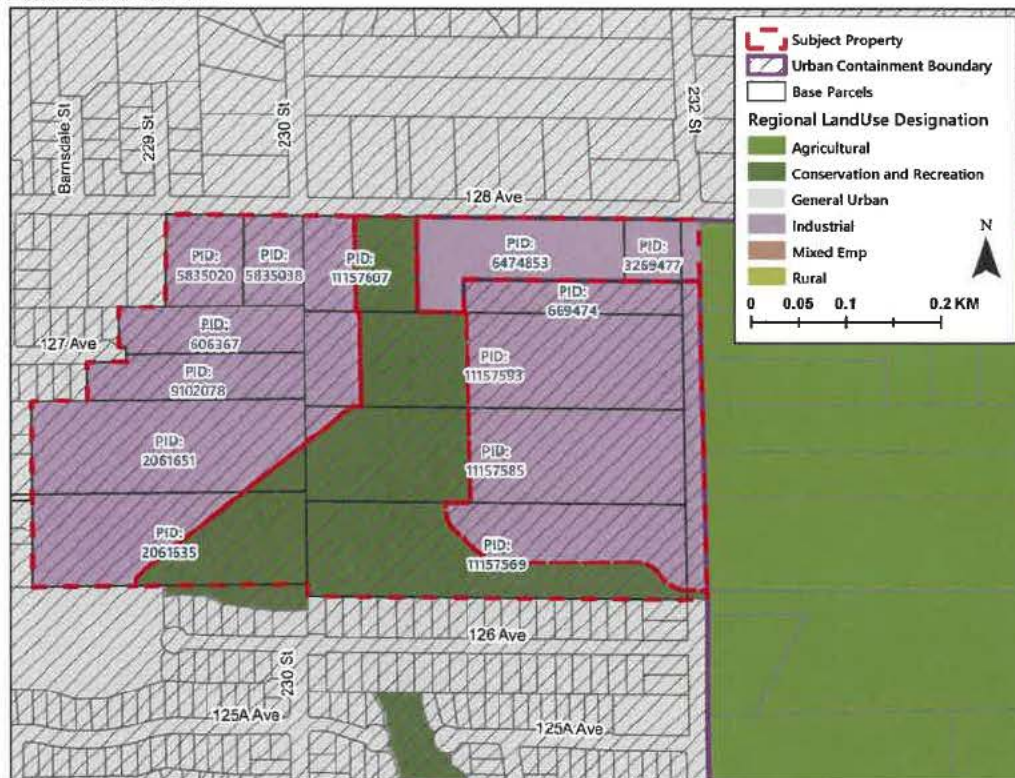 Subject Property
Urban Containment Boundary
Base Parcels
Regional LandUse Designation
Agricultural
Conservation and Recreation
General Urban
Industrial
Mixed Emp
Rural
N
0 0.05 0.1 0.2 KM
Barnsdale St
229 St
230 St
232 St
128 Ave
PID:
5835020
PID:
5835038
PID:
11157607
PID:
6474853
PID:
3269477
PID:
669474
127 Ave
PID:
606367
PID:
11157593
PID:
9102078
PID:
2061651
PID:
11157585
PID:
2061635
PID:
11157569
126 Ave
230 St
125A Ave
125A Ave